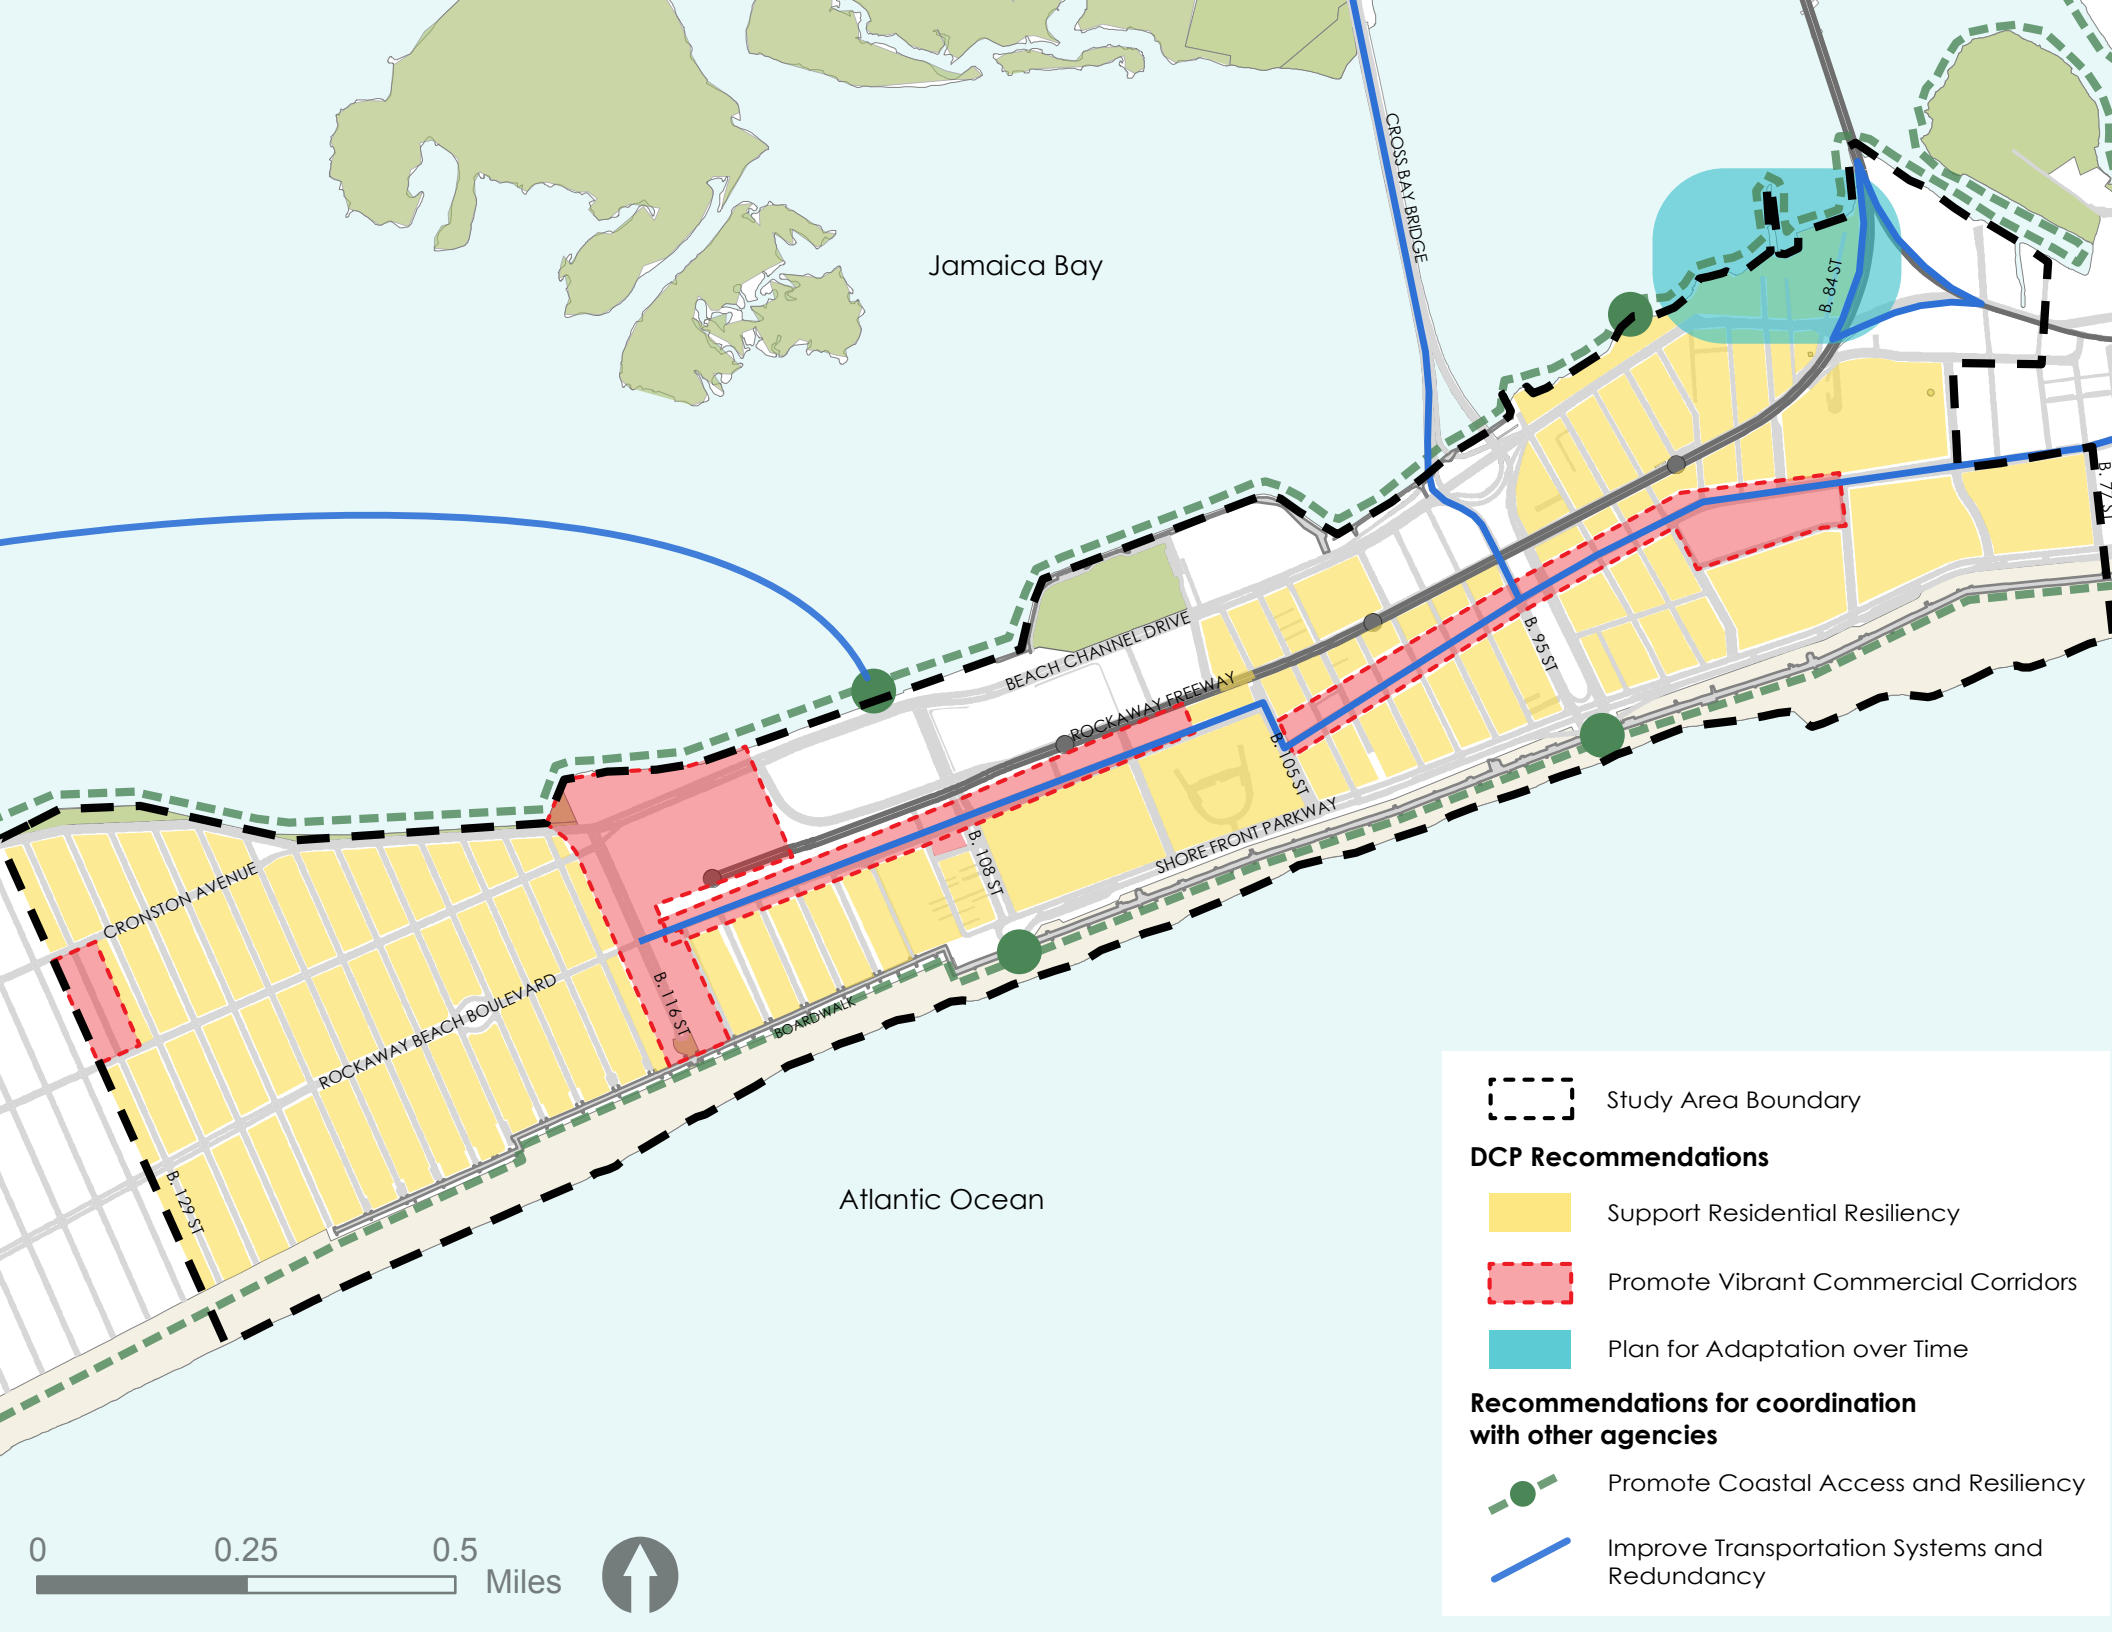 CROSS BAY BRIDGE
Jamaica Bay
B. 84 ST
B. 77 ST
BEACH CHANNEL DRIVE
B. 95 ST
ROCKAWAY FREEWAY
B. 105 ST
SHORE FRONT PARKWAY
B. 108 ST
CRONSTON AVENUE
B. 116 ST
BOARDWALK
ROCKAWAY BEACH BOULEVARD
B. 129 ST
Atlantic Ocean
Study Area Boundary
DCP Recommendations
Support Residential Resiliency
Promote Vibrant Commercial Corridors
Plan for Adaptation over Time
Recommendations for coordination
with other agencies
Promote Coastal Access and Resiliency
Improve Transportation Systems and
Redundancy
0 0.25 0.5
Miles